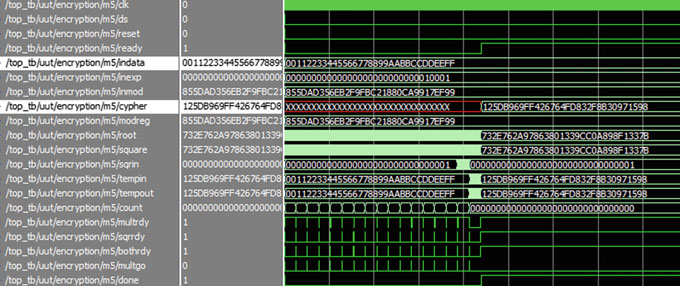 /top_tb/uut/encryption/m5/clk 0
/top_tb/uut/encryption/m5/ds 0
/top_tb/uut/encryption/m5/reset 0
/top_tb/uut/encryption/m5/ready 1
/top_tb/uut/encryption/m5/indata 00112233445566778899 00112233445566778899AABBCCDDEEFF
/top_tb/uut/encryption/m5/inexp 00000000000000000000 00000000000000000000000000010001
/top_tb/uut/encryption/m5/inmod 855DAD356EB2F9FBC21 855DAD356EB2F9FBC21880CA9917EF99
/top_tb/uut/encryption/m5/cypher 125DB969FF426764FD8 XXXXXXXXXXXXXXXXXXXXXXXXXXXXXXXX 125DB969FF426764FD832F8B30971598
/top_tb/uut/encryption/m5/modreg 855DAD356EB2F9FBC21 855DAD356EB2F9FBC21880CA9917EF99
/top_tb/uut/encryption/m5/root 732E762A978638013399 732E762A97863801339CC0A898F1337B
/top_tb/uut/encryption/m5/square 732E762A978638013399 732E762A97863801339CC0A898F1337B
/top_tb/uut/encryption/m5/sqrin 00000000000000000000 00000000000000000000000000000001 00000000000000000000000000000001
/top_tb/uut/encryption/m5/tempin 125DB969FF426764FD8 00112233445566778899AABBCCDDEEFF 125DB969FF426764FD832F8B30971598
/top_tb/uut/encryption/m5/tempout 125DB969FF426764FD8 00112233445566778899AABBCCDDEEFF 125DB969FF426764FD832F8B30971598
/top_tb/uut/encryption/m5/count 00000000000000000000 00000000000000000000000000000000
/top_tb/uut/encryption/m5/multrdy 1
/top_tb/uut/encryption/m5/sqrrdy 1
/top_tb/uut/encryption/m5/bothrdy 1
/top_tb/uut/encryption/m5/multgo 0
/top_tb/uut/encryption/m5/done 1